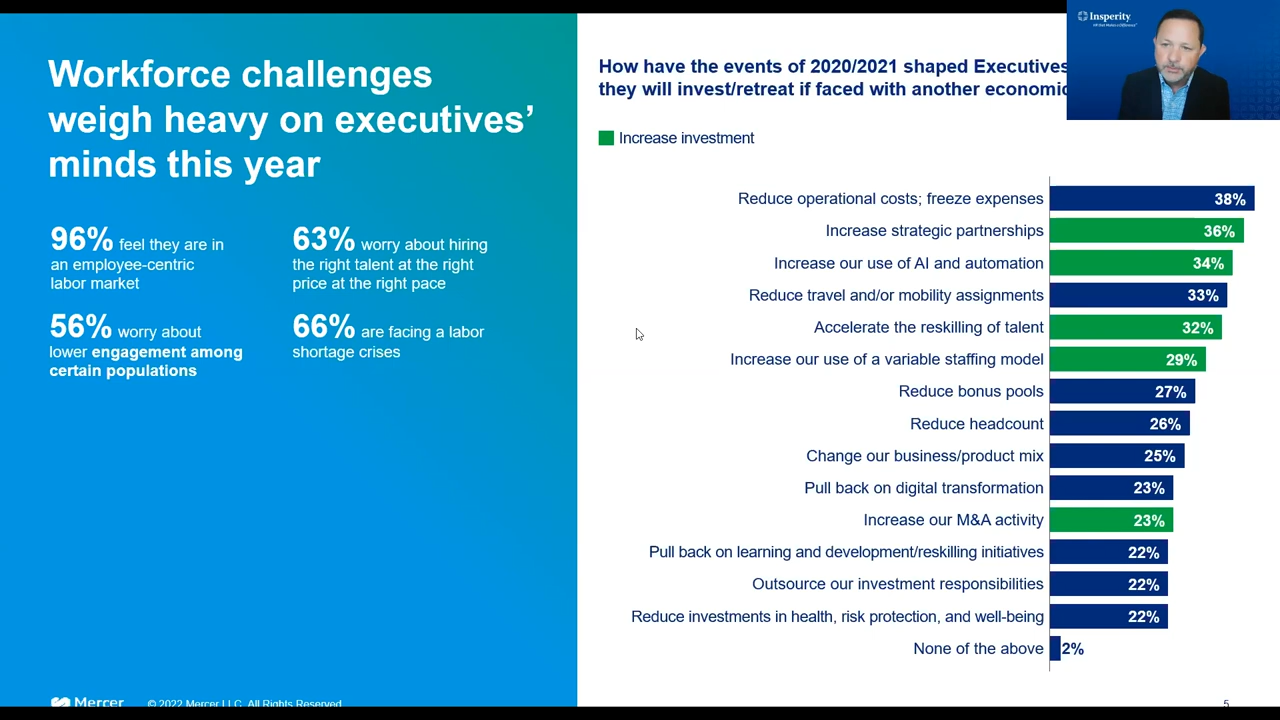 Workforce challenges
weigh heavy on executives’
minds this year
96% feel they are in
an employee-centric
labor market
63% worry about hiring
the right talent at the right
price at the right pace
56% worry about
lower engagement among
certain populations
66% are facing a labor
shortage crises
Mercer
© 2022 Mercer LLC. All Rights Reserved
How have the events of 2020/2021 shaped Executives
they will invest/retreat if faced with another economic
Increase investment
Reduce operational costs; freeze expenses 38%
Increase strategic partnerships 36%
Increase our use of AI and automation 34%
Reduce travel and/or mobility assignments 33%
Accelerate the reskilling of talent 32%
Increase our use of a variable staffing model 29%
Reduce bonus pools 27%
Reduce headcount 26%
Change our business/product mix 25%
Pull back on digital transformation 23%
Increase our M&A activity 23%
Pull back on learning and development/reskilling initiatives 22%
Outsource our investment responsibilities 22%
Reduce investments in health, risk protection, and well-being 22%
None of the above 2%
5
Insperity